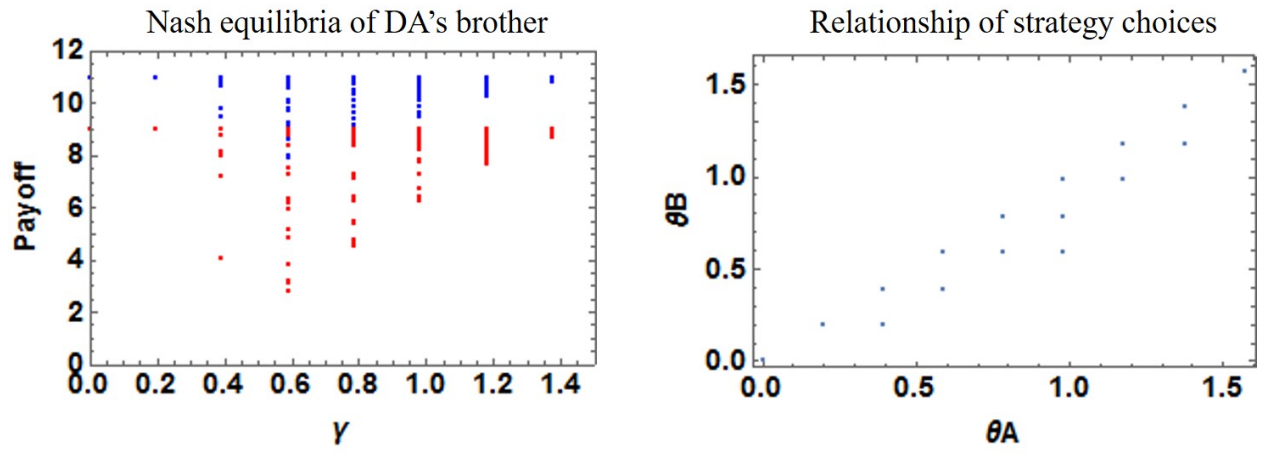 Nash equilibria of DA's brother
12
10
8
6
4
2
0
Payoff
0.0 0.2 0.4 0.6 0.8 1.0 1.2 1.4
γ
Relationship of strategy choices
1.5
1.0
0.5
0.0
θB
0.0 0.5 1.0 1.5
θA